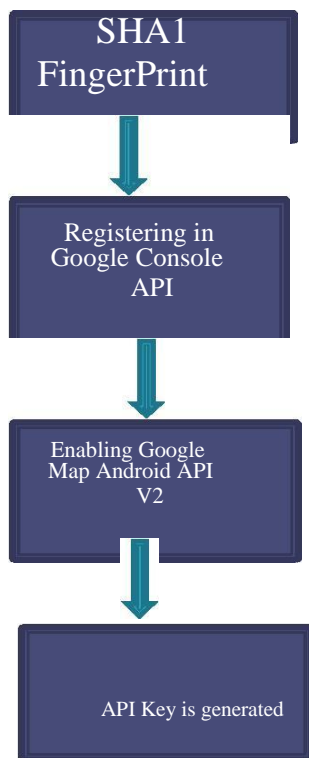 SHA1
FingerPrint
Registering in
Google Console
API
Enabling Google
Map Android API
V2
API Key is generated